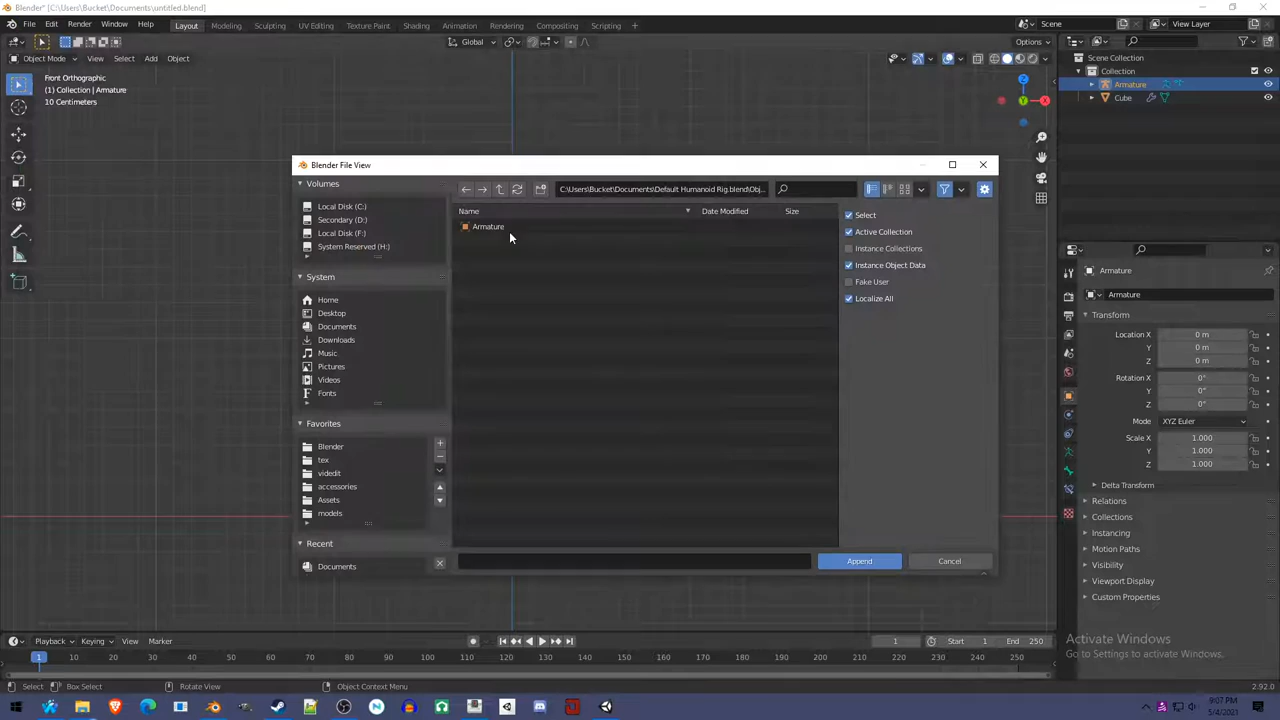 Blender* [C:\Users\Bucket\Documents\untitled.blend]
File Edit Render Window Help Layout Modeling Sculpting UV Editing Texture Paint Shading Animation Rendering Compositing Scripting Scene View Layer
Global Options
Object Mode View Select Add Object
Front Orthographic
(1) Collection | Armature
10 Centimeters
Scene Collection
Collection
Armature
Cube
Z
Y
X
Blender File View
Volumes
Local Disk (C:)
Secondary (D:)
Local Disk (F:)
System Reserved (H:)
System
Home
Desktop
Documents
Downloads
Music
Pictures
Videos
Fonts
Favorites
Blender
tex
videdit
accessories
Assets
models
Recent
Documents
C:\Users\Bucket\Documents\Default Humanoid Rig.blend\Obj...
Name Date Modified Size
Armature
Select
Active Collection
Instance Collections
Instance Object Data
Fake User
Localize All
Append Cancel
Armature
Armature
Transform
Location X 0 m
Y 0 m
Z 0 m
Rotation X 0°
Y 0°
Z 0°
Mode XYZ Euler
Scale X 1.000
Y 1.000
Z 1.000
Delta Transform
Relations
Collections
Instancing
Motion Paths
Visibility
Viewport Display
Custom Properties
Activate Windows
Go to Settings to activate Windows.
Playback Keying View Marker 1 Start 1 End 250
1 10 20 30 40 50 60 70 80 90 100 110 120 130 140 150 160 170 180 190 200 210 220 230 240 250
Select Box Select Rotate View Object Context Menu 2.92.0
9:07 PM
5/4/2021